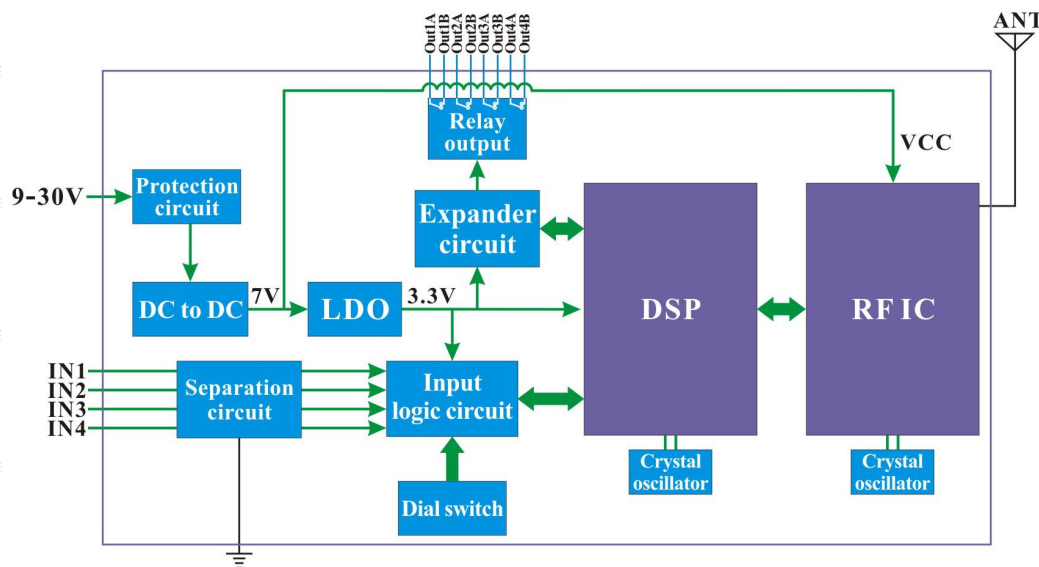 Out1A
Out1B
Out2A
Out2B
Out3A
Out3B
Out4A
Out4B
ANT
Relay
output
VCC
9-30V
Protection
circuit
Expander
circuit
DC to DC
7V
LDO
3.3V
DSP
RF IC
IN1
IN2
IN3
IN4
Separation
circuit
Input
logic circuit
Crystal
oscillator
Crystal
oscillator
Dial switch